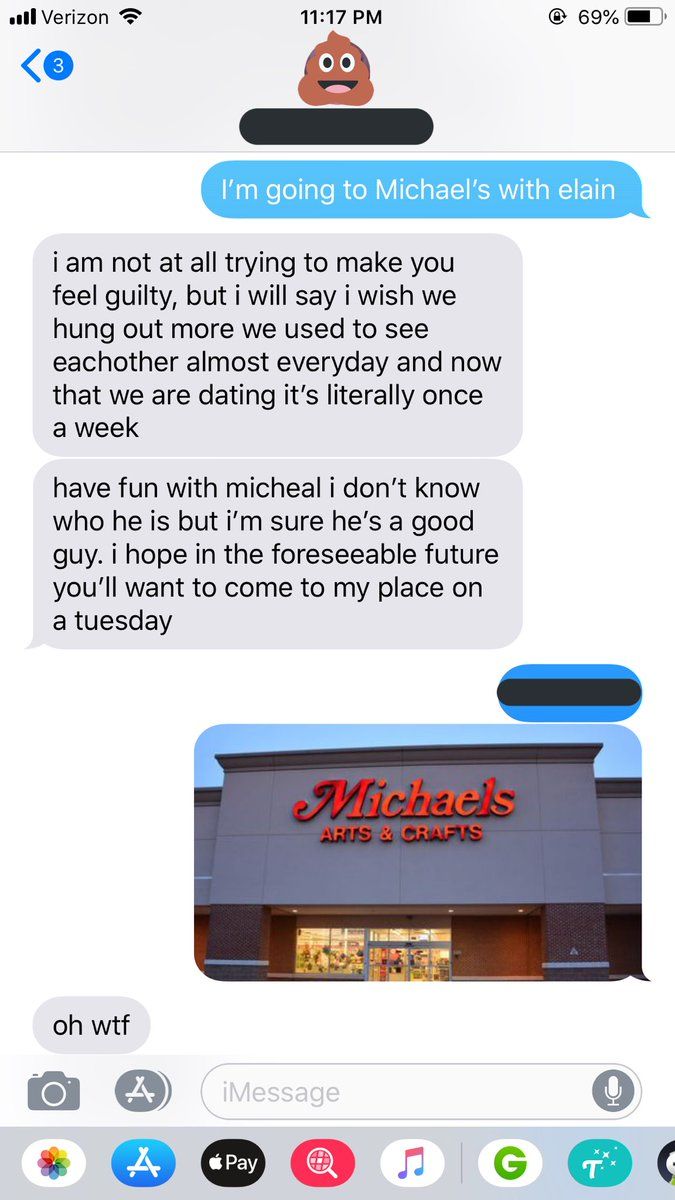 Verizon 11:17 PM 69%
3
I’m going to Michael’s with elain
i am not at all trying to make you
feel guilty, but i will say i wish we
hung out more we used to see
eachother almost everyday and now
that we are dating it’s literally once
a week
have fun with micheal i don’t know
who he is but i’m sure he’s a good
guy. i hope in the foreseeable future
you’ll want to come to my place on
a tuesday
Michaels
ARTS & CRAFTS
oh wtf
iMessage
Pay